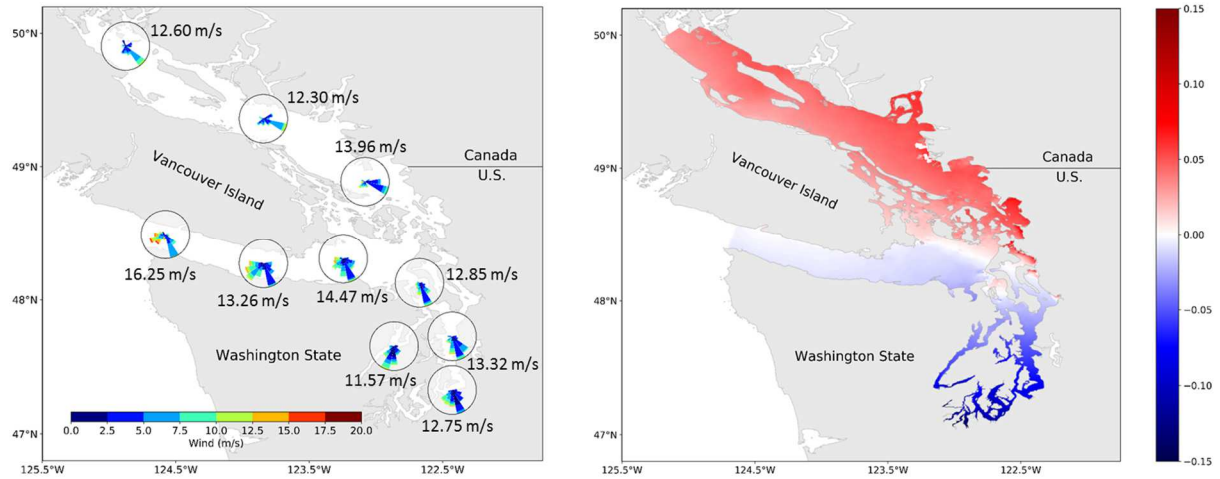 50°N
12.60 m/s
12.30 m/s
13.96 m/s
49°N
Canada
U.S.
Vancouver Island
16.25 m/s
13.26 m/s
14.47 m/s
12.85 m/s
48°N
Washington State
11.57 m/s
13.32 m/s
12.75 m/s
0.0 2.5 5.0 7.5 10.0 12.5 15.0 17.5 20.0
Wind (m/s)
47°N
125.5°W 124.5°W 123.5°W 122.5°W
50°N
49°N
Canada
U.S.
Vancouver Island
48°N
Washington State
47°N
125.5°W 124.5°W 123.5°W 122.5°W
0.15
0.10
0.05
0.00
−0.05
−0.10
−0.15